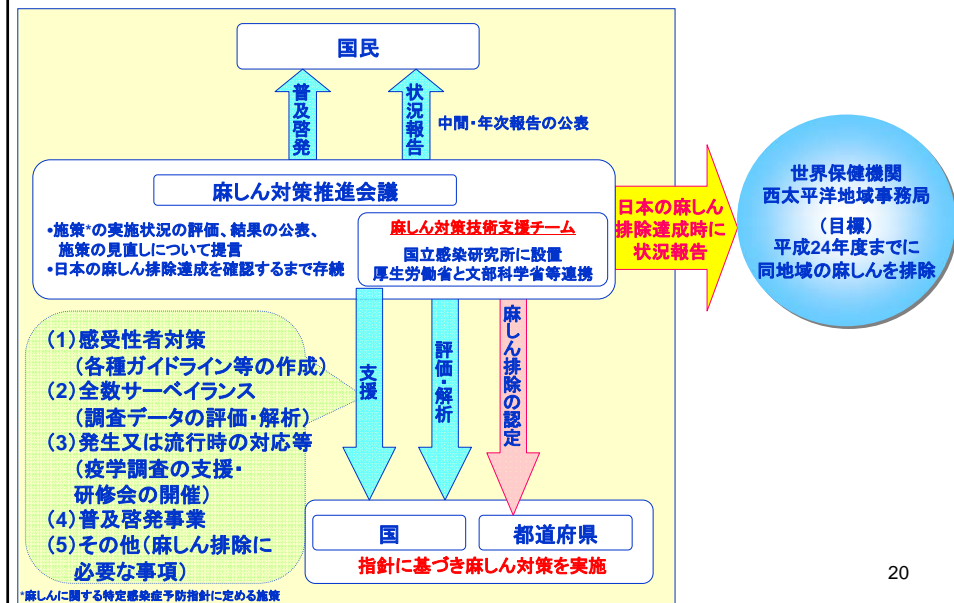 国民
普及啓発
状況報告
中間・年次報告の公表
麻しん対策推進会議
•施策*の実施状況の評価、結果の公表、
施策の見直しについて提言
•日本の麻しん排除達成を確認するまで存続
麻しん対策技術支援チーム
国立感染研究所に設置
厚生労働省と文部科学省等連携
日本の麻しん
排除達成時に
状況報告
世界保健機関
西太平洋地域事務局
(目標)
平成24年度までに
同地域の麻しんを排除
(1)感受性者対策
(各種ガイドライン等の作成)
(2)全数サーベイランス
(調査データの評価・解析)
(3)発生又は流行時の対応等
(疫学調査の支援・
研修会の開催)
(4)普及啓発事業
(5)その他(麻しん排除に
必要な事項)
支援
評価・解析
麻しん排除の認定
国
都道府県
指針に基づき麻しん対策を実施
*麻しんに関する特定感染症予防指針に定める施策
20